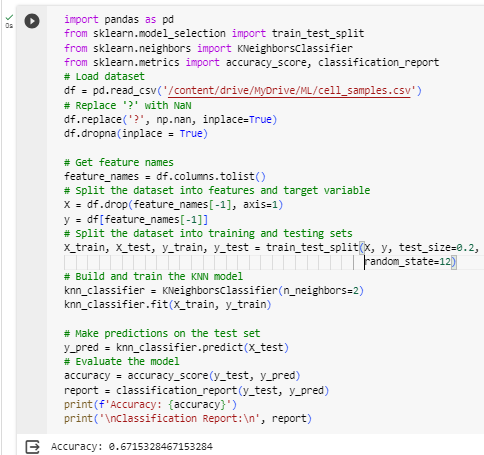 0s
import pandas as pd
from sklearn.model_selection import train_test_split
from sklearn.neighbors import KNeighborsClassifier
from sklearn.metrics import accuracy_score, classification_report
# Load dataset
df = pd.read_csv('/content/drive/MyDrive/ML/cell_samples.csv')
# Replace '?' with NaN
df.replace('?', np.nan, inplace=True)
df.dropna(inplace = True)
# Get feature names
feature_names = df.columns.tolist()
# Split the dataset into features and target variable
X = df.drop(feature_names[-1], axis=1)
y = df[feature_names[-1]]
# Split the dataset into training and testing sets
X_train, X_test, y_train, y_test = train_test_split(X, y, test_size=0.2,
random_state=12)
# Build and train the KNN model
knn_classifier = KNeighborsClassifier(n_neighbors=2)
knn_classifier.fit(X_train, y_train)
# Make predictions on the test set
y_pred = knn_classifier.predict(X_test)
# Evaluate the model
accuracy = accuracy_score(y_test, y_pred)
report = classification_report(y_test, y_pred)
print(f'Accuracy: {accuracy}')
print('\nClassification Report:\n', report)
Accuracy: 0.6715328467153284